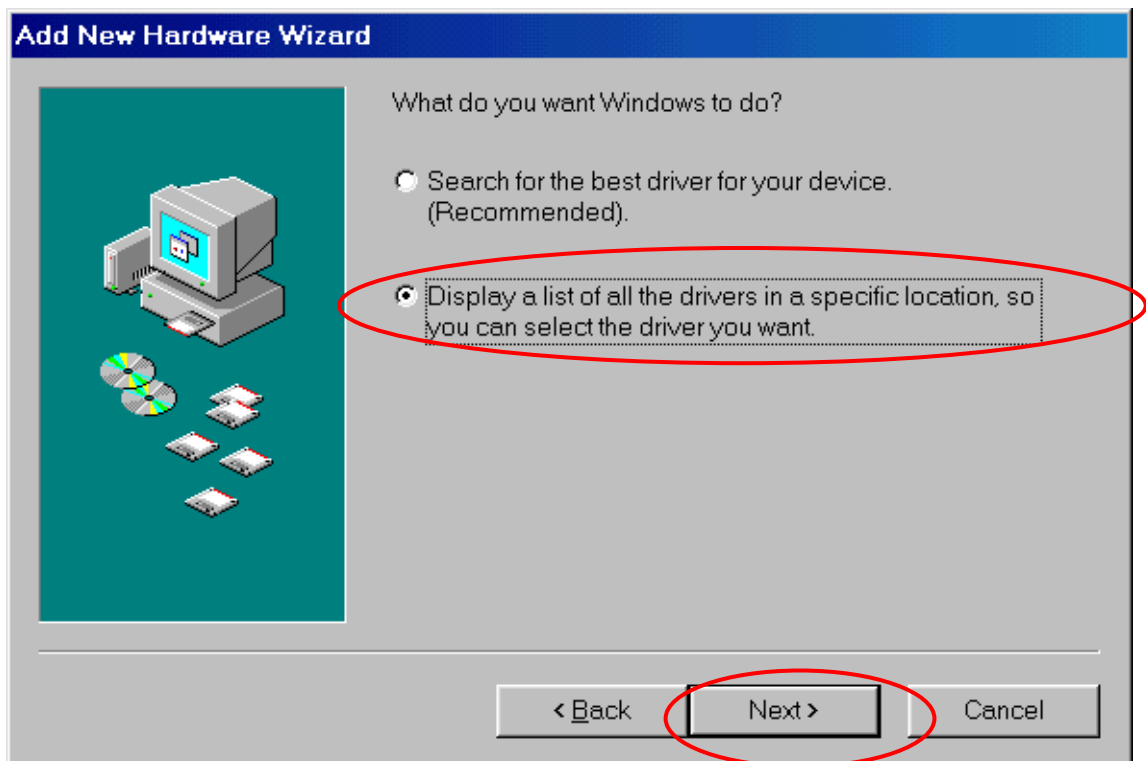 Add New Hardware Wizard
What do you want Windows to do?
Search for the best driver for your device.
(Recommended).
Display a list of all the drivers in a specific location, so
you can select the driver you want.
< Back
Next >
Cancel